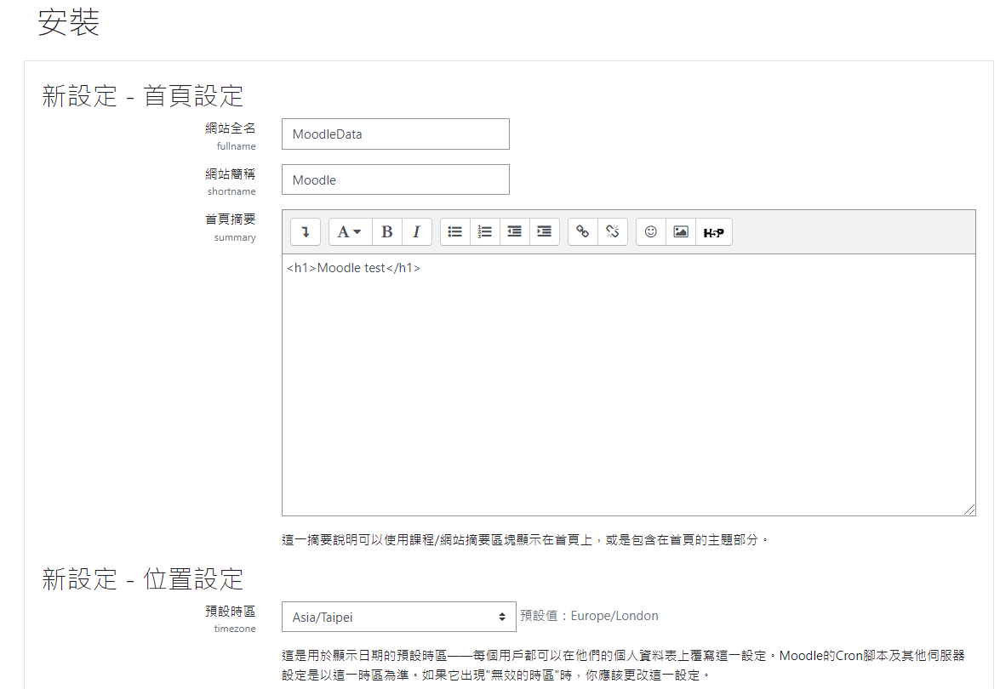 安裝
新設定 - 首頁設定
網站全名
fullname
MoodleData
網站簡稱
shortname
Moodle
首頁摘要
summary
A B I
H5P
<h1>Moodle test</h1>
這一摘要說明可以使用課程/網站摘要區塊顯示在首頁上，或是包含在首頁的主題部分。
新設定 - 位置設定
預設時區
timezone
Asia/Taipei
預設值：Europe/London
這是用於顯示日期的預設時區——每個用戶都可以在他們的個人資料表上覆寫這一設定。Moodle的Cron腳本及其他伺服器
設定是以這一時區為準。如果它出現"無效的時區"時，你應該更改這一設定。